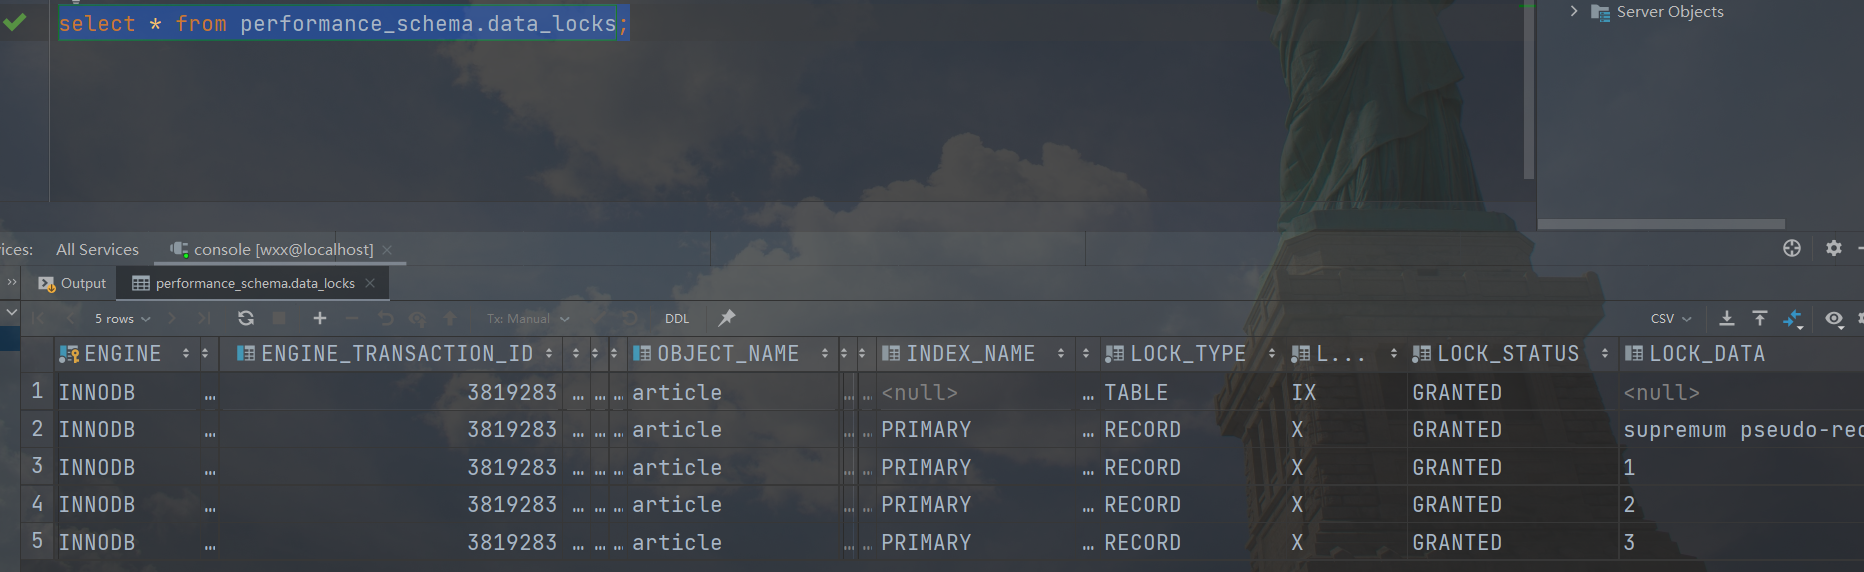 select * from performance_schema.data_locks;
Server Objects
ices: All Services console [wxx@localhost]
Output performance_schema.data_locks
5 rows Tx: Manual DDL CSV
ENGINE ENGINE_TRANSACTION_ID OBJECT_NAME INDEX_NAME LOCK_TYPE L... LOCK_STATUS LOCK_DATA
1 INNODB ... 3819283 ... ... ... article ... ... <null> ... TABLE IX GRANTED <null>
2 INNODB ... 3819283 ... ... ... article ... ... PRIMARY ... RECORD X GRANTED supremum pseudo-rec
3 INNODB ... 3819283 ... ... ... article ... ... PRIMARY ... RECORD X GRANTED 1
4 INNODB ... 3819283 ... ... ... article ... ... PRIMARY ... RECORD X GRANTED 2
5 INNODB ... 3819283 ... ... ... article ... ... PRIMARY ... RECORD X GRANTED 3